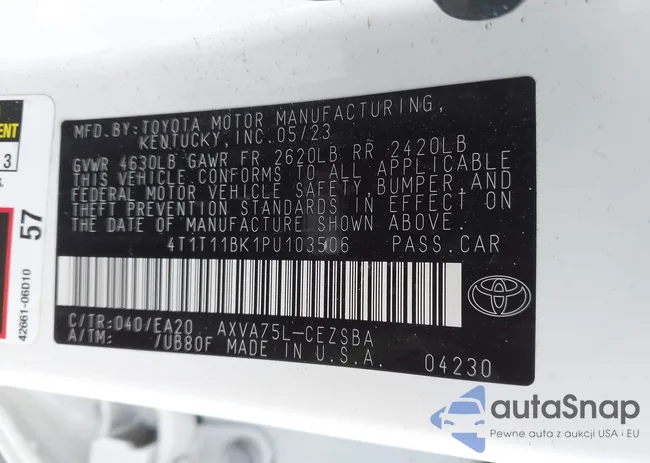 MFD.BY:TOYOTA MOTOR MANUFACTURING,
KENTUCKY,INC.05/23
GVWR 4630LB GAWR FR 2620LB RR 2420LB
THIS VEHICLE CONFORMS TO ALL APPLICABLE
FEDERAL MOTOR VEHICLE SAFETY,BUMPER,AND
THEFT PREVENTION STANDARDS IN EFFECT ON
THE DATE OF MANUFACTURE SHOWN ABOVE.
4T1T11BK1PU103506 PASS.CAR
C/TR:040/EA20 AXVA75L-CEZSBA
A/TM: /UB80F MADE IN U.S.A. 04230
57
42661-06D10
3
autaSnap
Pewne auta z aukcji USA i EU